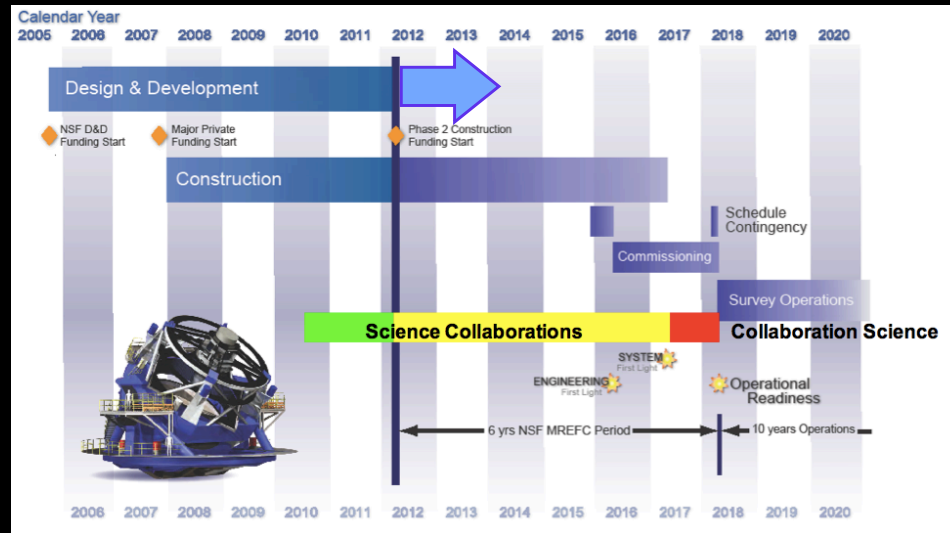 Calendar Year
2005 2006 2007 2008 2009 2010 2011 2012 2013 2014 2015 2016 2017 2018 2019 2020
Design & Development
NSF D&D
Funding Start
Major Private
Funding Start
Phase 2 Construction
Funding Start
Construction
Schedule
Contingency
Commissioning
Survey Operations
Science Collaborations
Collaboration Science
SYSTEM
First Light
ENGINEERING
First Light
Operational
Readiness
6 yrs NSF MREFC Period
10 years Operations
2006 2007 2008 2009 2010 2011 2012 2013 2014 2015 2016 2017 2018 2019 2020